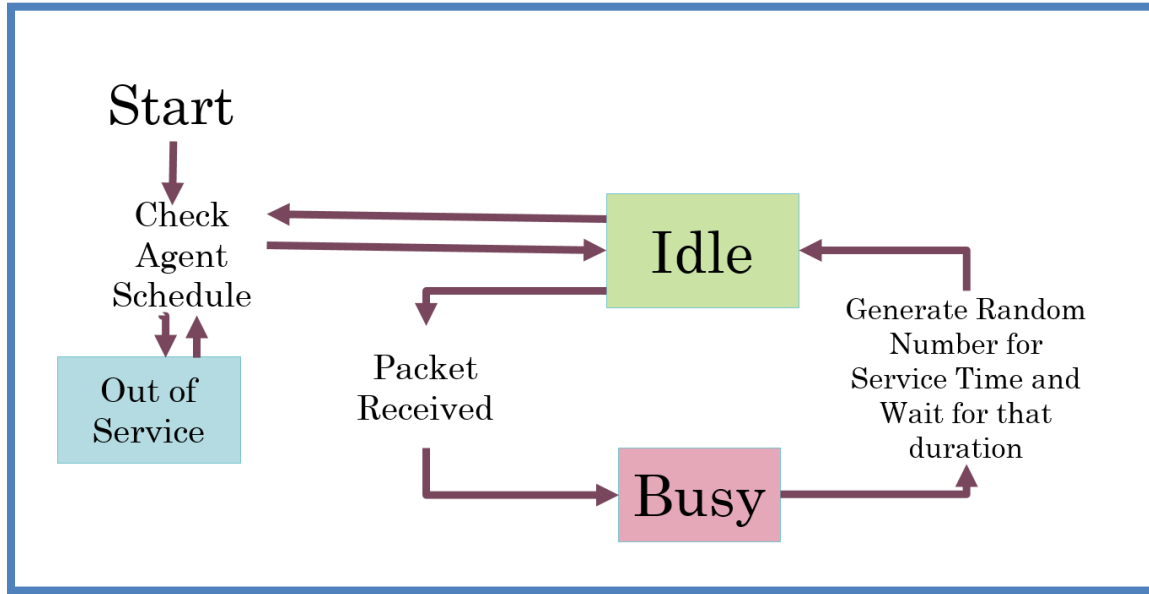 Start
Check
Agent
Schedule
Out of
Service
Idle
Packet
Received
Busy
Generate Random
Number for
Service Time and
Wait for that
duration